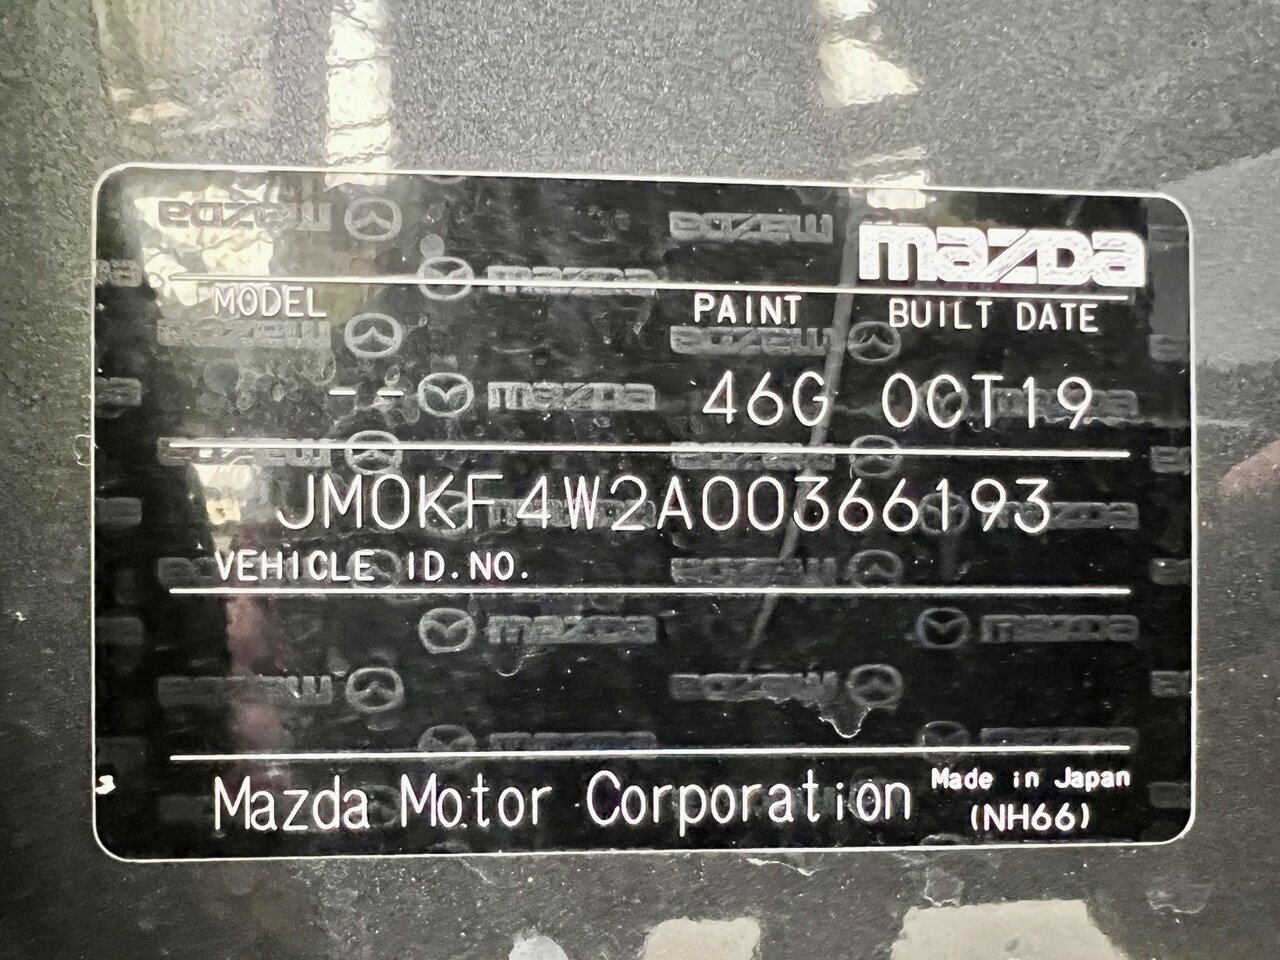 mazda
MODEL PAINT BUILT DATE
-- 46G OCT19
JM0KF4W2A00366193
VEHICLE ID.NO.
Mazda Motor Corporation Made in Japan
(NH66)